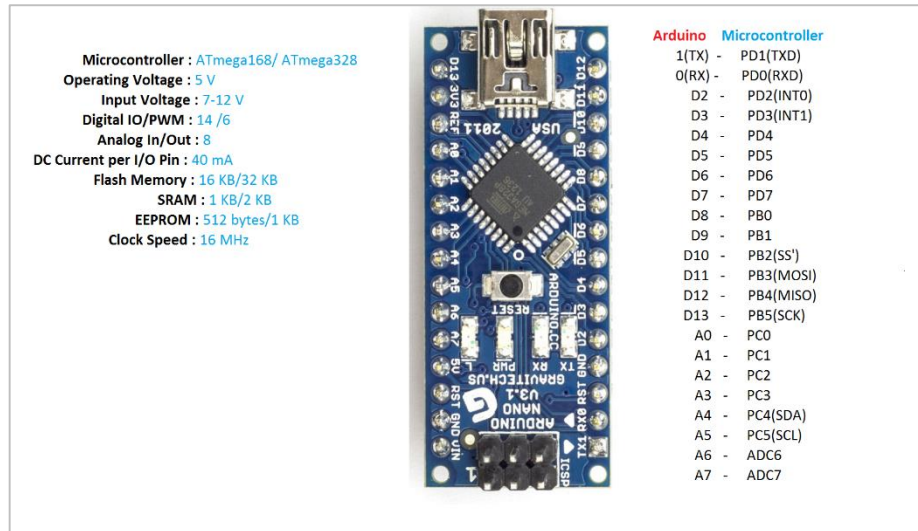 Microcontroller : ATmega168/ ATmega328
Operating Voltage : 5 V
Input Voltage : 7-12 V
Digital IO/PWM : 14 /6
Analog In/Out : 8
DC Current per I/O Pin : 40 mA
Flash Memory : 16 KB/32 KB
SRAM : 1 KB/2 KB
EEPROM : 512 bytes/1 KB
Clock Speed : 16 MHz
D13
3V3
REF
A0
A1
A2
A3
A4
A5
A6
A7
5V
RST
GND
VIN
USA
2011
RESET
ARDUINO.CC
L
PWR
RX
TX
GRAVITECH.US
ARDUINO
NANO
V3.1
1
ICSP
D12
D11
D10
D8
D7
D6
D5
D4
D3
D2
GND
RST
RX0
TX1
Arduino Microcontroller
1(TX) - PD1(TXD)
0(RX) - PD0(RXD)
D2 - PD2(INT0)
D3 - PD3(INT1)
D4 - PD4
D5 - PD5
D6 - PD6
D7 - PD7
D8 - PB0
D9 - PB1
D10 - PB2(SS')
D11 - PB3(MOSI)
D12 - PB4(MISO)
D13 - PB5(SCK)
A0 - PC0
A1 - PC1
A2 - PC2
A3 - PC3
A4 - PC4(SDA)
A5 - PC5(SCL)
A6 - ADC6
A7 - ADC7